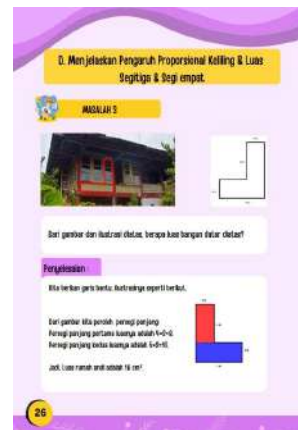 D. Menjelaskan Pengaruh Proporsional Keliling & Luas
Segitiga & Segi empat
MASALAH 3
Dari gambar dan ilustrasi diatas, berapa luas bangun datar diatas?
Penyelesaian :
Kita berikan garis bantu, ilustrasinya seperti berikut.
Dari gambar kita peroleh persegi panjang
Persegi panjang pertama luasnya adalah
Persegi panjang kedua luasnya adalah
Jadi, Luas rumah andi adalah 18 cm²
26